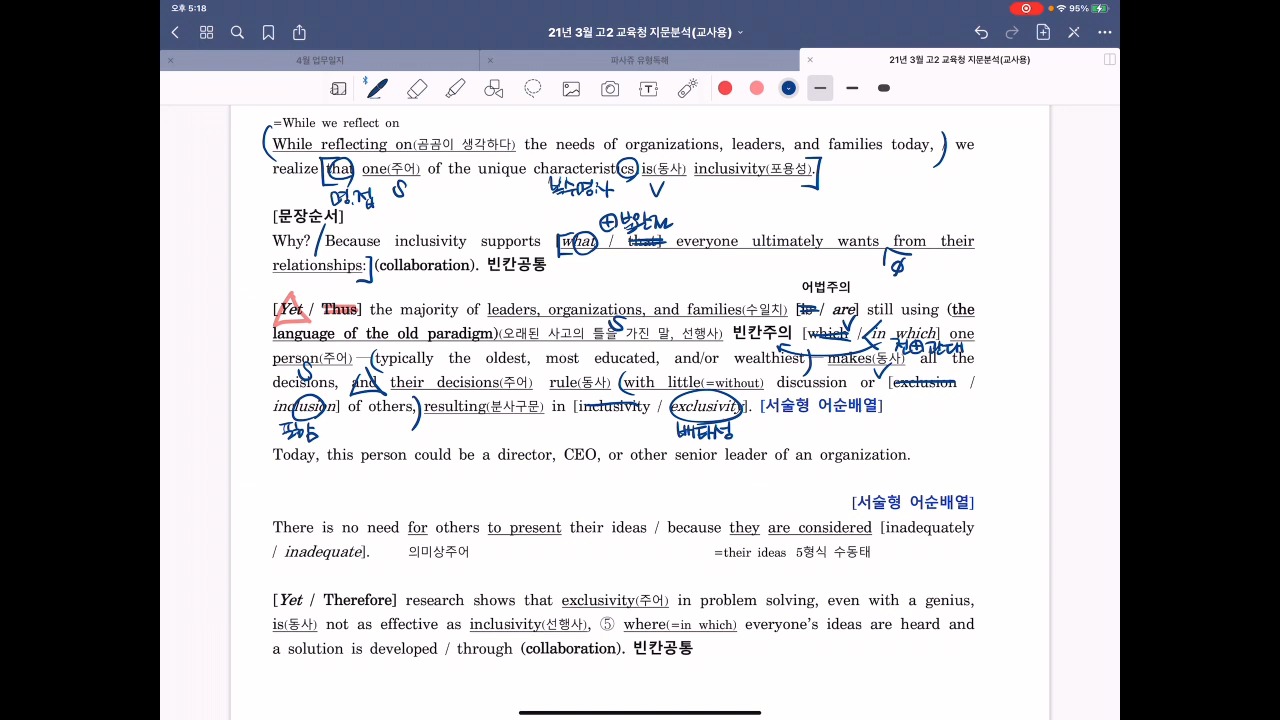 오후 5:18
95%
21년 3월 고2 교육청 지문분석(교사용)
4월 업무일지
파사쥬 유형독해
21년 3월 고2 교육청 지문분석(교사용)
=While we reflect on
While reflecting on(곰곰이 생각하다) the needs of organizations, leaders, and families today, we
realize that one(주어) of the unique characteristics is(동사) inclusivity(포용성).
명.접 S 복수명사 V
[문장순서]
⊕ 불완전
Why? Because inclusivity supports [what / that] everyone ultimately wants from their
relationships: (collaboration). 빈칸공통
∅
어법주의
[Yet / Thus] the majority of leaders, organizations, and families(수일치) [is / are] still using (the
S V
language of the old paradigm)(오래된 사고의 틀을 가진 말, 선행사) 빈칸주의 [which / in which] one
전⊕관대
person(주어) —typically the oldest, most educated, and/or wealthiest— makes(동사) all the
S V
decisions, and their decisions(주어) rule(동사) (with little(=without) discussion or [exclusion /
inclusion] of others, resulting(분사구문) in [inclusivity / exclusivity]. [서술형 어순배열]
포함 배타성
Today, this person could be a director, CEO, or other senior leader of an organization.
[서술형 어순배열]
There is no need for others to present their ideas / because they are considered [inadequately
/ inadequate]. 의미상주어 =their ideas 5형식 수동태
[Yet / Therefore] research shows that exclusivity(주어) in problem solving, even with a genius,
is(동사) not as effective as inclusivity(선행사), ⑤ where(=in which) everyone's ideas are heard and
a solution is developed / through (collaboration). 빈칸공통